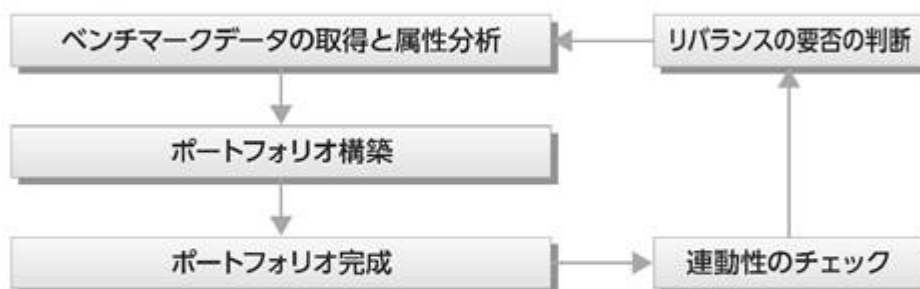 ベンチマークデータの取得と属性分析
リバランスの要否の判断
ポートフォリオ構築
ポートフォリオ完成
連動性のチェック